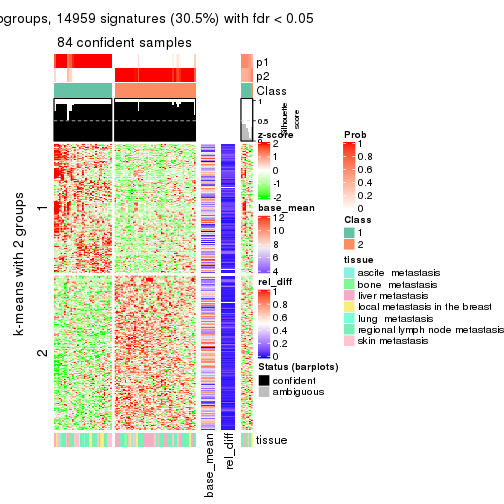 ogroups, 14959 signatures (30.5%) with fdr < 0.05
84 confident samples
p1
p2
Class
1
0.5
0
Silhouette
score
k-means with 2 groups
1
2
z-score
2
1
0
-1
-2
base_mean
12
10
8
6
4
rel_diff
1
0.8
0.6
0.4
0.2
0
Status (barplots)
confident
ambiguous
Prob
1
0.8
0.6
0.4
0.2
0
Class
1
2
tissue
ascite metastasis
bone metastasis
liver metastasis
local metastasis in the breast
lung metastasis
regional lymph node metastasis
skin metastasis
tissue
base_mean
rel_diff